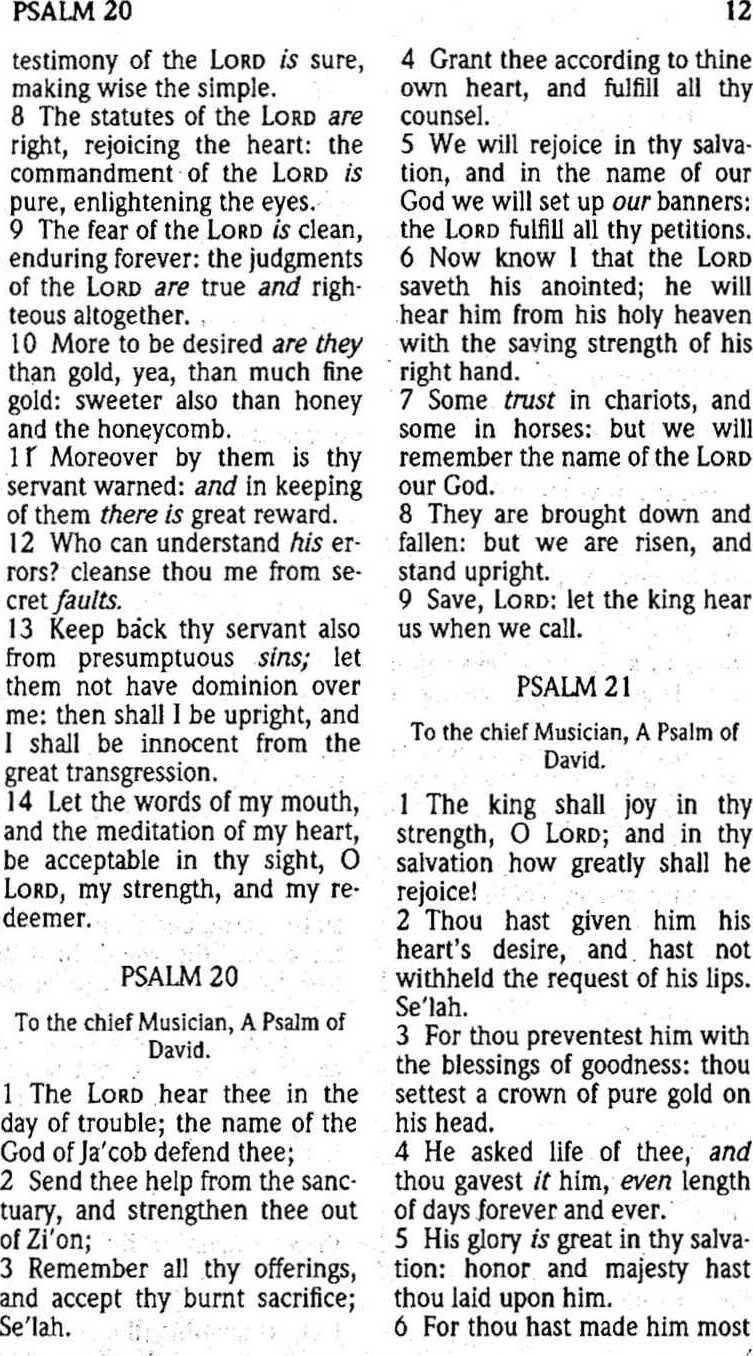 PSALM 20 12
testimony of the LORD is sure,
making wise the simple.
8 The statutes of the LORD are
right, rejoicing the heart: the
commandment of the LORD is
pure, enlightening the eyes.
9 The fear of the LORD is clean,
enduring forever: the judgments
of the LORD are true and righ-
teous altogether.
10 More to be desired are they
than gold, yea, than much fine
gold: sweeter also than honey
and the honeycomb.
11 Moreover by them is thy
servant warned: and in keeping
of them there is great reward.
12 Who can understand his er-
rors? cleanse thou me from se-
cret faults.
13 Keep back thy servant also
from presumptuous sins; let
them not have dominion over
me: then shall I be upright, and
I shall be innocent from the
great transgression.
14 Let the words of my mouth,
and the meditation of my heart,
be acceptable in thy sight, O
LORD, my strength, and my re-
deemer.
PSALM 20
To the chief Musician, A Psalm of
David.
1 The LORD hear thee in the
day of trouble; the name of the
God of Ja'cob defend thee;
2 Send thee help from the sanc-
tuary, and strengthen thee out
of Zi'on;
3 Remember all thy offerings,
and accept thy burnt sacrifice;
Se'lah.
4 Grant thee according to thine
own heart, and fulfill all thy
counsel.
5 We will rejoice in thy salva-
tion, and in the name of our
God we will set up our banners:
the LORD fulfill all thy petitions.
6 Now know I that the LORD
saveth his anointed; he will
hear him from his holy heaven
with the saving strength of his
right hand.
7 Some trust in chariots, and
some in horses: but we will
remember the name of the LORD
our God.
8 They are brought down and
fallen: but we are risen, and
stand upright.
9 Save, LORD: let the king hear
us when we call.
PSALM 21
To the chief Musician, A Psalm of
David.
1 The king shall joy in thy
strength, O LORD; and in thy
salvation how greatly shall he
rejoice!
2 Thou hast given him his
heart's desire, and hast not
withheld the request of his lips.
Se'lah.
3 For thou preventest him with
the blessings of goodness: thou
settest a crown of pure gold on
his head.
4 He asked life of thee, and
thou gavest it him, even length
of days forever and ever.
5 His glory is great in thy salva-
tion: honor and majesty hast
thou laid upon him.
6 For thou hast made him most